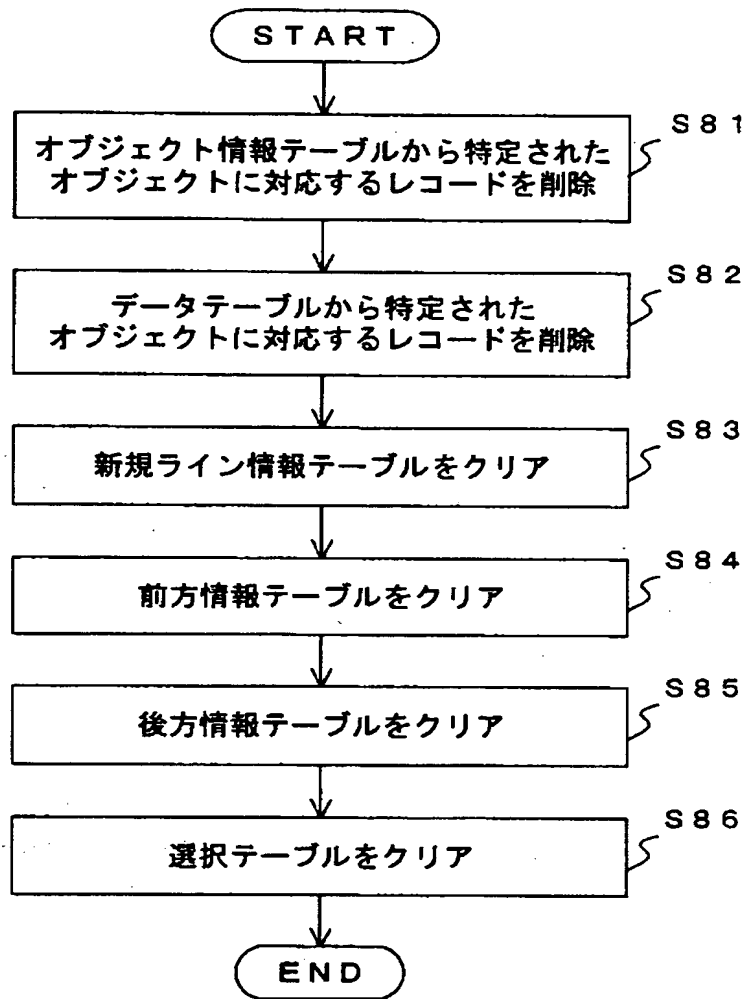 START
S81
オブジェクト情報テーブルから特定された
オブジェクトに対応するレコードを削除
S82
データテーブルから特定された
オブジェクトに対応するレコードを削除
S83
新規ライン情報テーブルをクリア
S84
前方情報テーブルをクリア
S85
後方情報テーブルをクリア
S86
選択テーブルをクリア
END